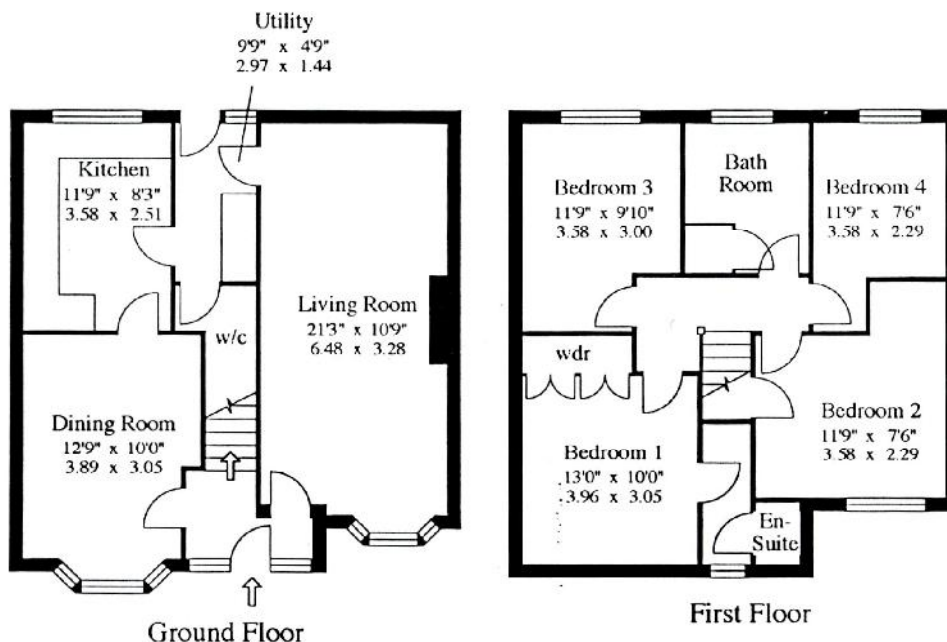 Utility
9'9" x 4'9"
2.97 x 1.44
Kitchen
11'9" x 8'3"
3.58 x 2.51
w/c
Living Room
21'3" x 10'9"
6.48 x 3.28
Dining Room
12'9" x 10'0"
3.89 x 3.05
Ground Floor
Bedroom 3
11'9" x 9'10"
3.58 x 3.00
Bath
Room
Bedroom 4
11'9" x 7'6"
3.58 x 2.29
wdr
Bedroom 1
13'0" x 10'0"
3.96 x 3.05
Bedroom 2
11'9" x 7'6"
3.58 x 2.29
En-
Suite
First Floor